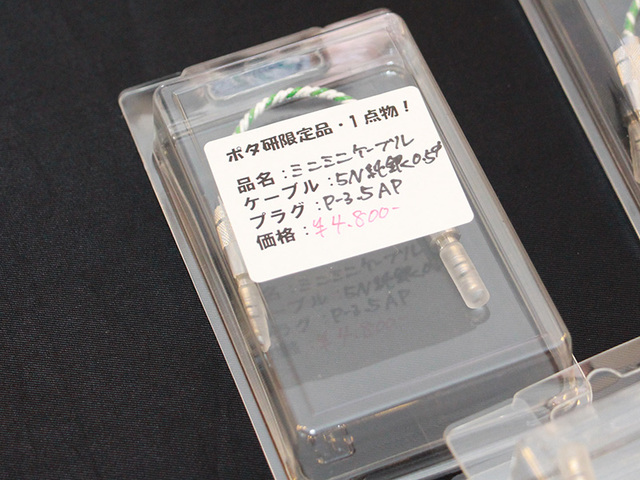 ポタ研限定品・1点物！
品名：ミニミニケーブル
ケーブル：5N純銀<0.5φ
プラグ：P-3.5AP
価格：¥4.800-